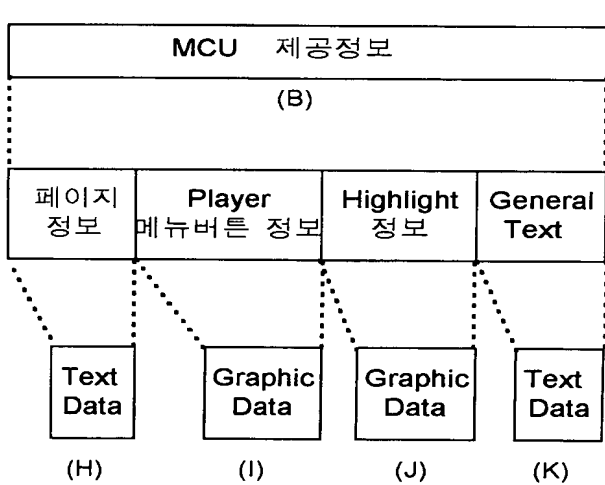 MCU 제공정보
(B)
페이지
정보
Player
메뉴버튼 정보
Highlight
정보
General
Text
Text
Data
Graphic
Data
Graphic
Data
Text
Data
(H)
(I)
(J)
(K)